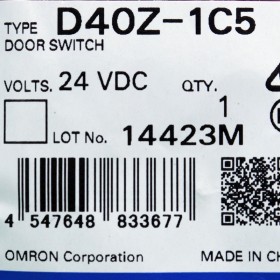 TYPE D40Z-1C5
DOOR SWITCH
VOLTS. 24 VDC QTY.
1
LOT No. 14423M
4 547648 833677
OMRON Corporation MADE IN